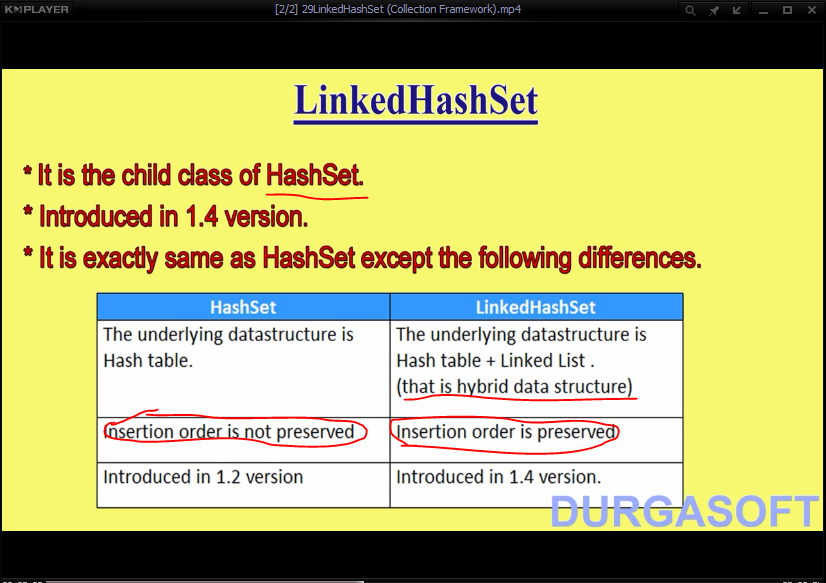 KMPLAYER
[2/2] 29LinkedHashSet (Collection Framework).mp4
LinkedHashSet
* It is the child class of HashSet.
* Introduced in 1.4 version.
* It is exactly same as HashSet except the following differences.
HashSet
LinkedHashSet
The underlying datastructure is
Hash table.
The underlying datastructure is
Hash table + Linked List .
(that is hybrid data structure)
Insertion order is not preserved
Insertion order is preserved
Introduced in 1.2 version
Introduced in 1.4 version.
DURGASOFT